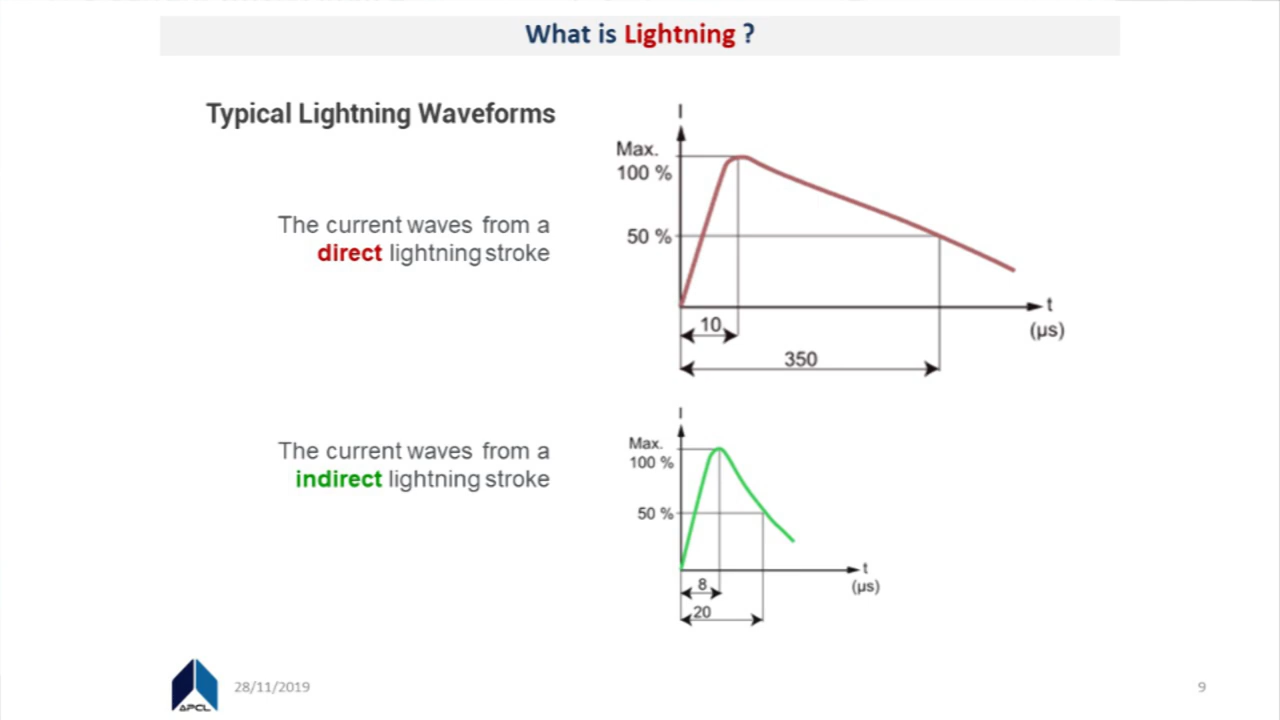 What is Lightning ?
Typical Lightning Waveforms
The current waves from a
direct lightning stroke
I
Max.
100 %
50 %
t
(µs)
10
350
The current waves from a
indirect lightning stroke
I
Max.
100 %
50 %
t
(µs)
8
20
APCL
28/11/2019
9